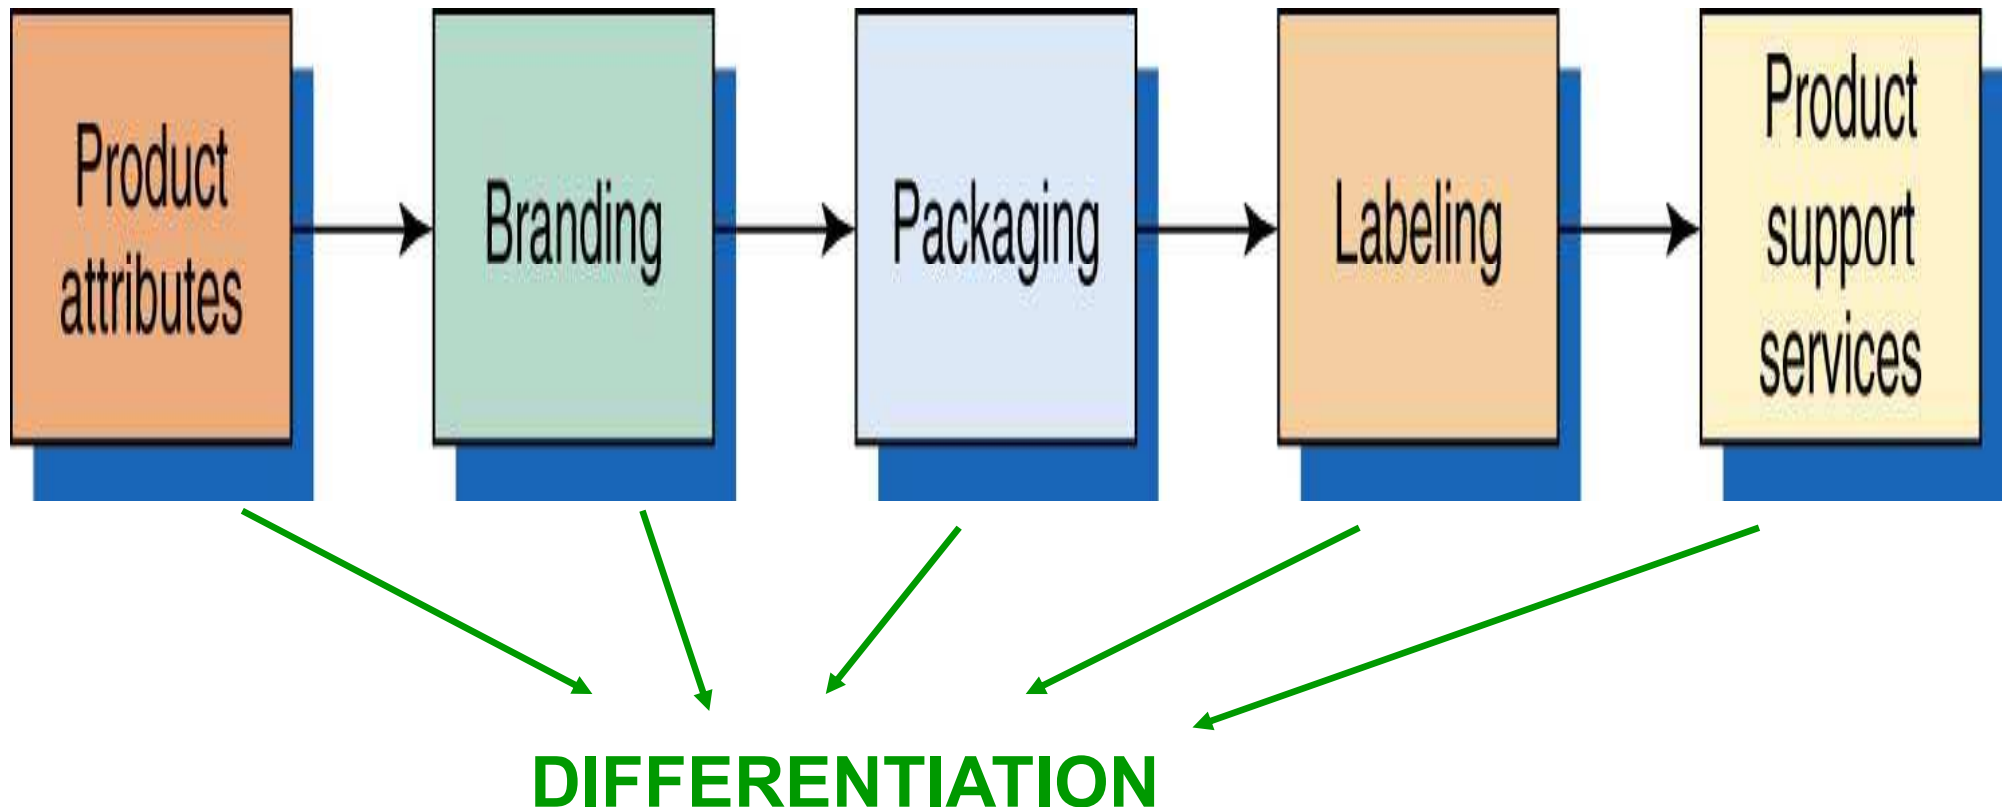 Product
attributes
Branding
Packaging
Labeling
Product
support
services
DIFFERENTIATION